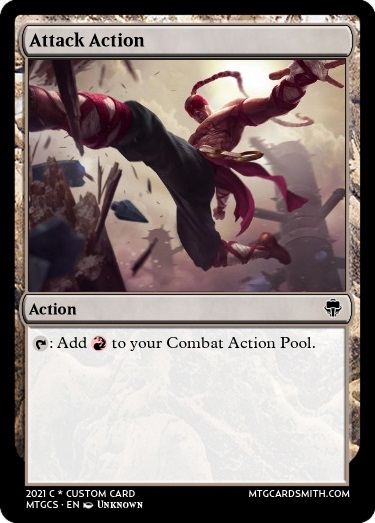 Attack Action
Action
: Add to your Combat Action Pool.
2021 C * CUSTOM CARD
MTGCS · EN UNKNOWN
MTGCARDSMITH.COM